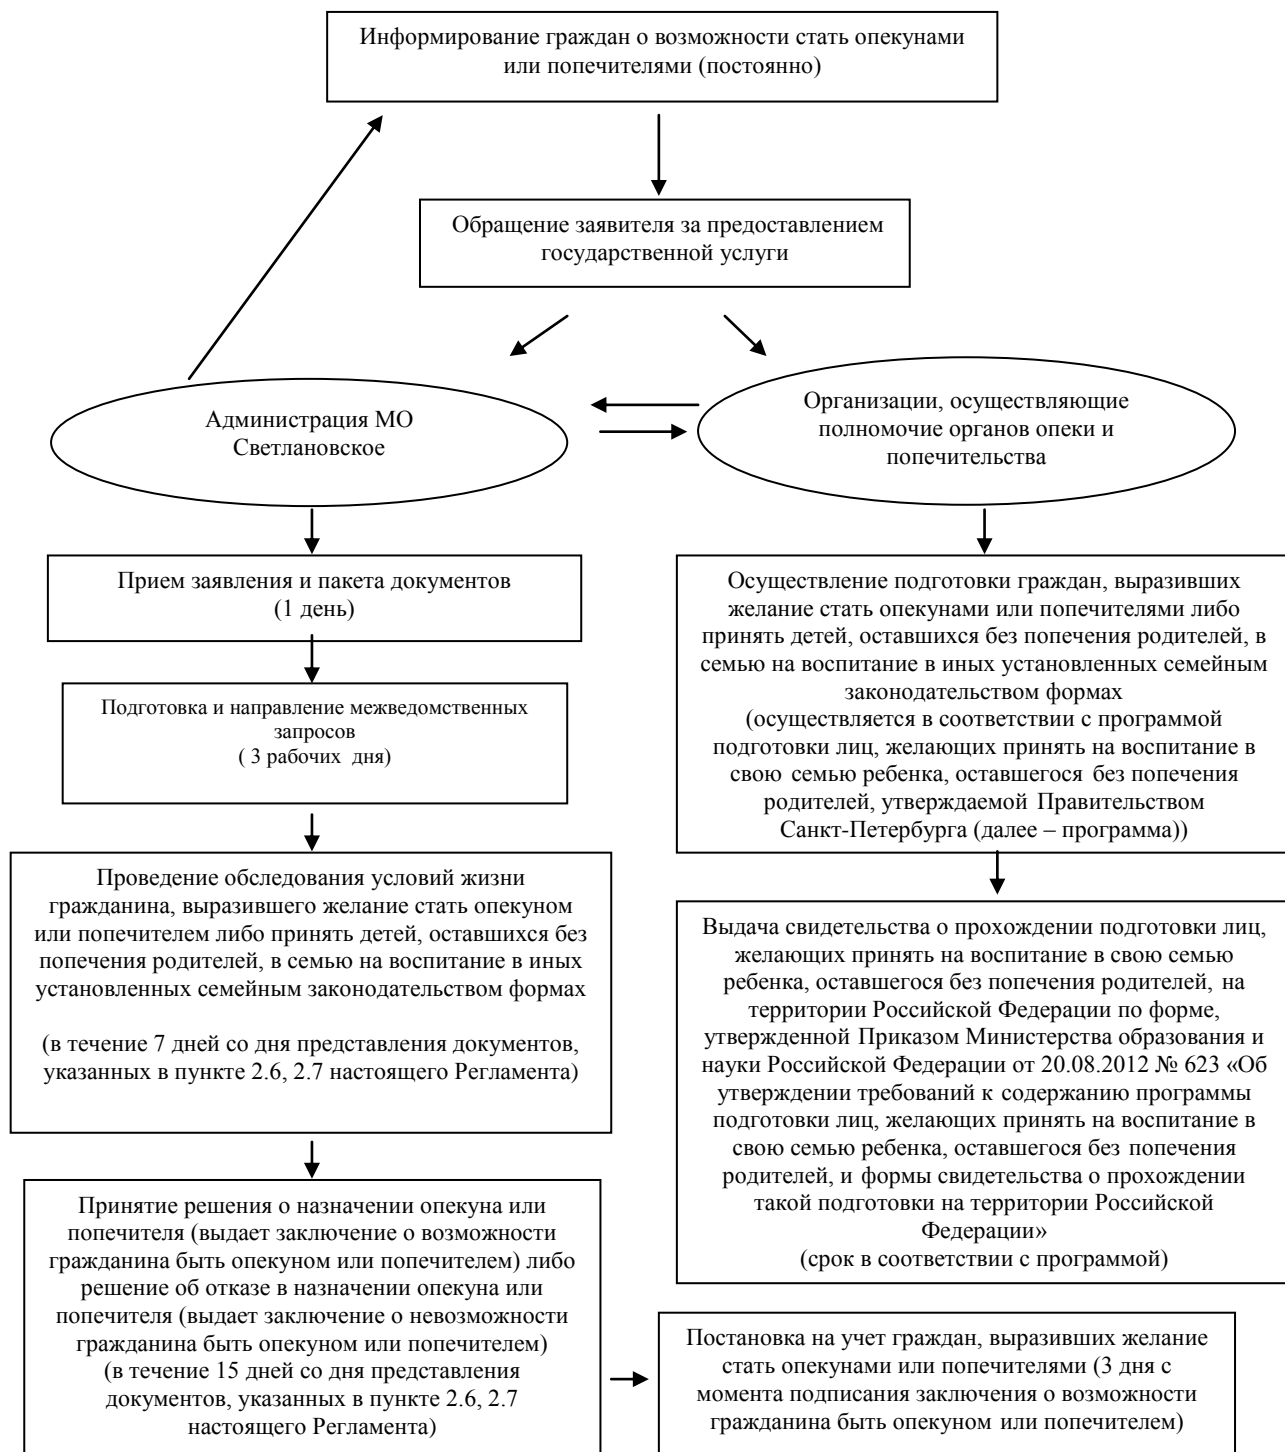 Информирование граждан о возможности стать опекунами
или попечителями (постоянно)
Обращение заявителя за предоставлением
государственной услуги
Администрация МО
Светлановское
Организации, осуществляющие
полномочие органов опеки и
попечительства
Прием заявления и пакета документов
(1 день)
Подготовка и направление межведомственных
запросов
( 3 рабочих дня)
Проведение обследования условий жизни
гражданина, выразившего желание стать опекуном
или попечителем либо принять детей, оставшихся без
попечения родителей, в семью на воспитание в иных
установленных семейным законодательством формах
(в течение 7 дней со дня представления документов,
указанных в пункте 2.6, 2.7 настоящего Регламента)
Принятие решения о назначении опекуна или
попечителя (выдает заключение о возможности
гражданина быть опекуном или попечителем) либо
решение об отказе в назначении опекуна или
попечителя (выдает заключение о невозможности
гражданина быть опекуном или попечителем)
(в течение 15 дней со дня представления
документов, указанных в пункте 2.6, 2.7
настоящего Регламента)
Осуществление подготовки граждан, выразивших
желание стать опекунами или попечителями либо
принять детей, оставшихся без попечения родителей, в
семью на воспитание в иных установленных семейным
законодательством формах
(осуществляется в соответствии с программой
подготовки лиц, желающих принять на воспитание в
свою семью ребенка, оставшегося без попечения
родителей, утверждаемой Правительством
Санкт-Петербурга (далее – программа))
Выдача свидетельства о прохождении подготовки лиц,
желающих принять на воспитание в свою семью
ребенка, оставшегося без попечения родителей, на
территории Российской Федерации по форме,
утвержденной Приказом Министерства образования и
науки Российской Федерации от 20.08.2012 № 623 «Об
утверждении требований к содержанию программы
подготовки лиц, желающих принять на воспитание в
свою семью ребенка, оставшегося без попечения
родителей, и формы свидетельства о прохождении
такой подготовки на территории Российской
Федерации»
(срок в соответствии с программой)
Постановка на учет граждан, выразивших желание
стать опекунами или попечителями (3 дня с
момента подписания заключения о возможности
гражданина быть опекуном или попечителем)